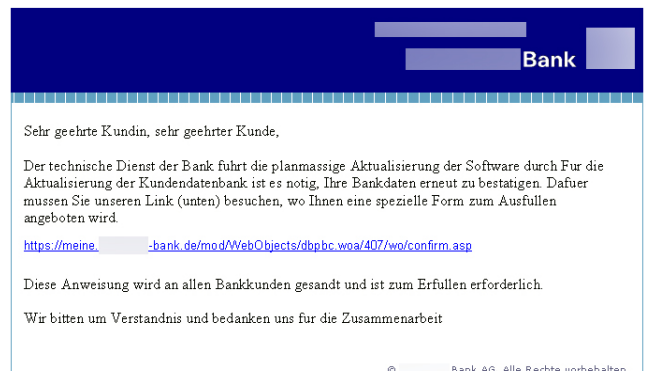 Bank
Sehr geehrte Kundin, sehr geehrter Kunde,
Der technische Dienst der Bank fuhrt die planmassige Aktualisierung der Software durch Fur die
Aktualisierung der Kundendatenbank ist es notig, Ihre Bankdaten erneut zu bestatigen. Dafuer
mussen Sie unseren Link (unten) besuchen, wo Ihnen eine spezielle Form zum Ausfullen
angeboten wird.
https://meine. -bank.de/mod/WebObjects/dbpbc.woa/407/wo/confirm.asp
Diese Anweisung wird an allen Bankkunden gesandt und ist zum Erfullen erforderlich.
Wir bitten um Verstandnis und bedanken uns fur die Zusammenarbeit
© Bank AG. Alle Rechte vorbehalten